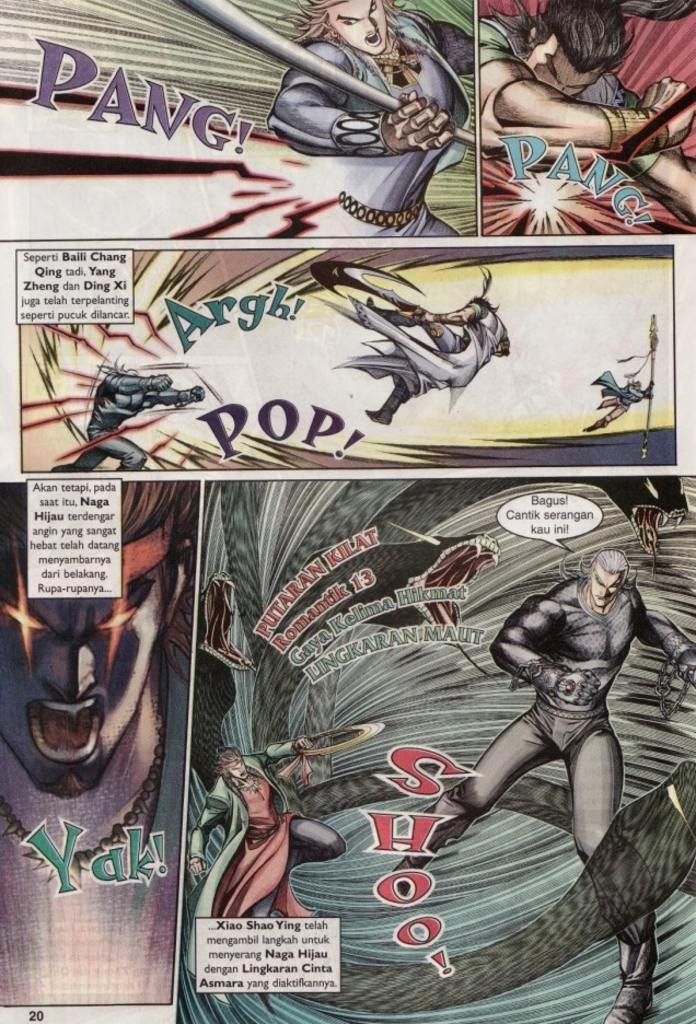 PANG!
PANG!
Seperti Baili Chang
Qing tadi, Yang
Zheng dan Ding Xi
juga telah terpelanting
seperti pucuk dilancar.
Argh!
POP!
Akan tetapi, pada
saat itu, Naga
Hijau terdengar
angin yang sangat
hebat telah datang
menyambarnya
dari belakang.
Rupa-rupanya...
Yak!
Bagus!
Cantik serangan
kau ini!
PUTARAN KILAT
Romantik 13
Gaya Kelima Hikmat
LINGKARAN MAUT
SHOO!
...Xiao Shao Ying telah
mengambil langkah untuk
menyerang Naga Hijau
dengan Lingkaran Cinta
Asmara yang diaktifkannya.
20